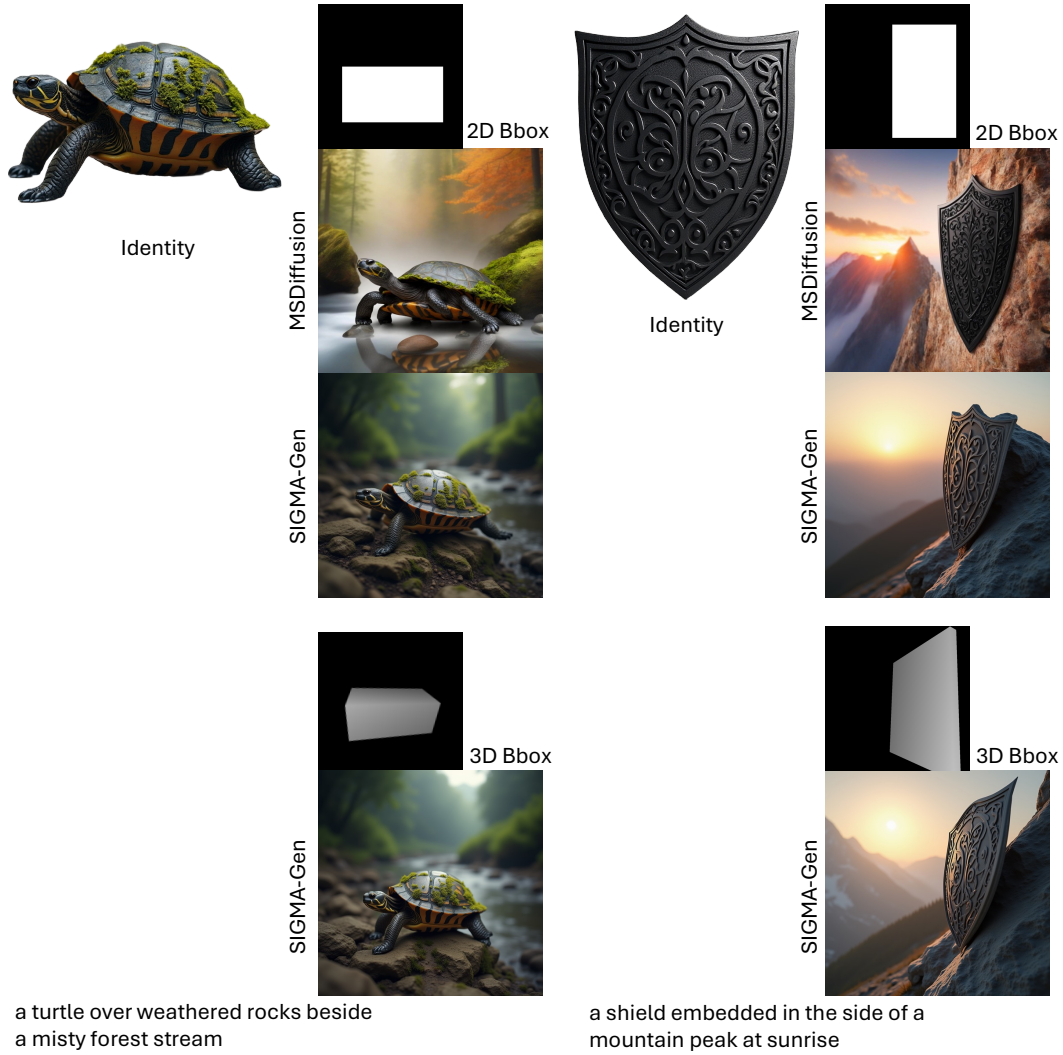 2D Bbox
Identity
MSDiffusion
SIGMA-Gen
3D Bbox
SIGMA-Gen
a turtle over weathered rocks beside
a misty forest stream
2D Bbox
Identity
MSDiffusion
SIGMA-Gen
3D Bbox
SIGMA-Gen
a shield embedded in the side of a
mountain peak at sunrise